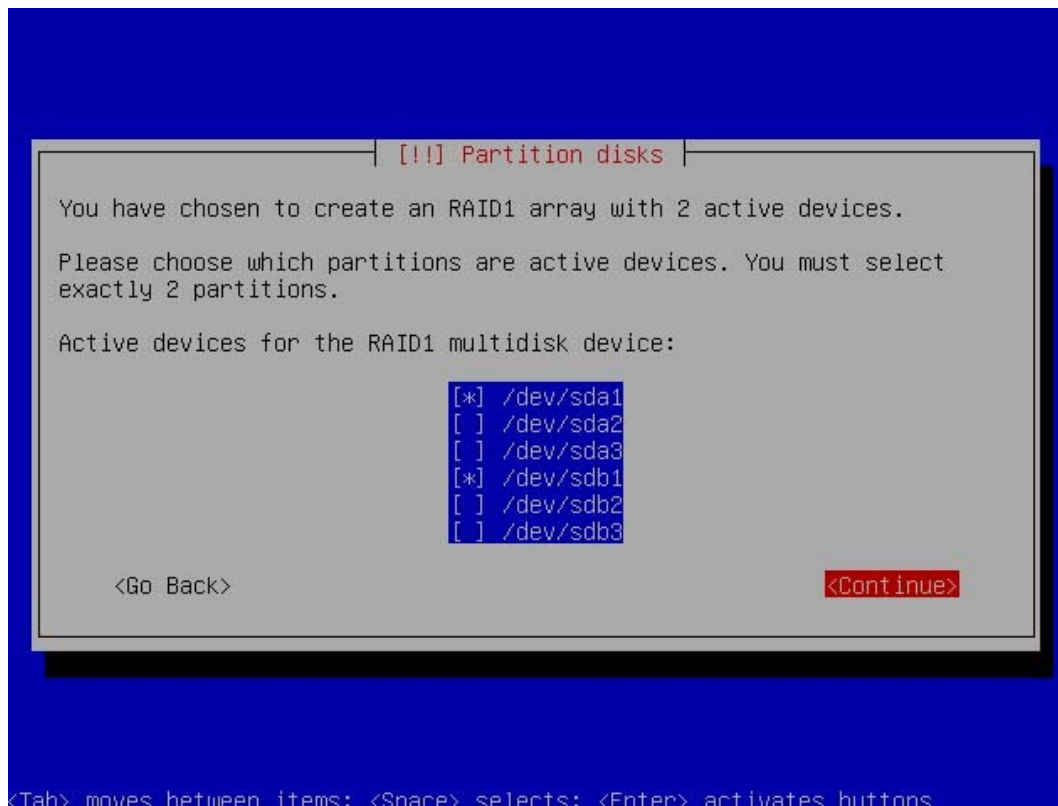 [!!] Partition disks
You have chosen to create an RAID1 array with 2 active devices.
Please choose which partitions are active devices. You must select
exactly 2 partitions.
Active devices for the RAID1 multidisk device:
[*] /dev/sda1
[ ] /dev/sda2
[ ] /dev/sda3
[*] /dev/sdb1
[ ] /dev/sdb2
[ ] /dev/sdb3
<Go Back> <Continue>
<Tab> moves between items; <Space> selects; <Enter> activates buttons